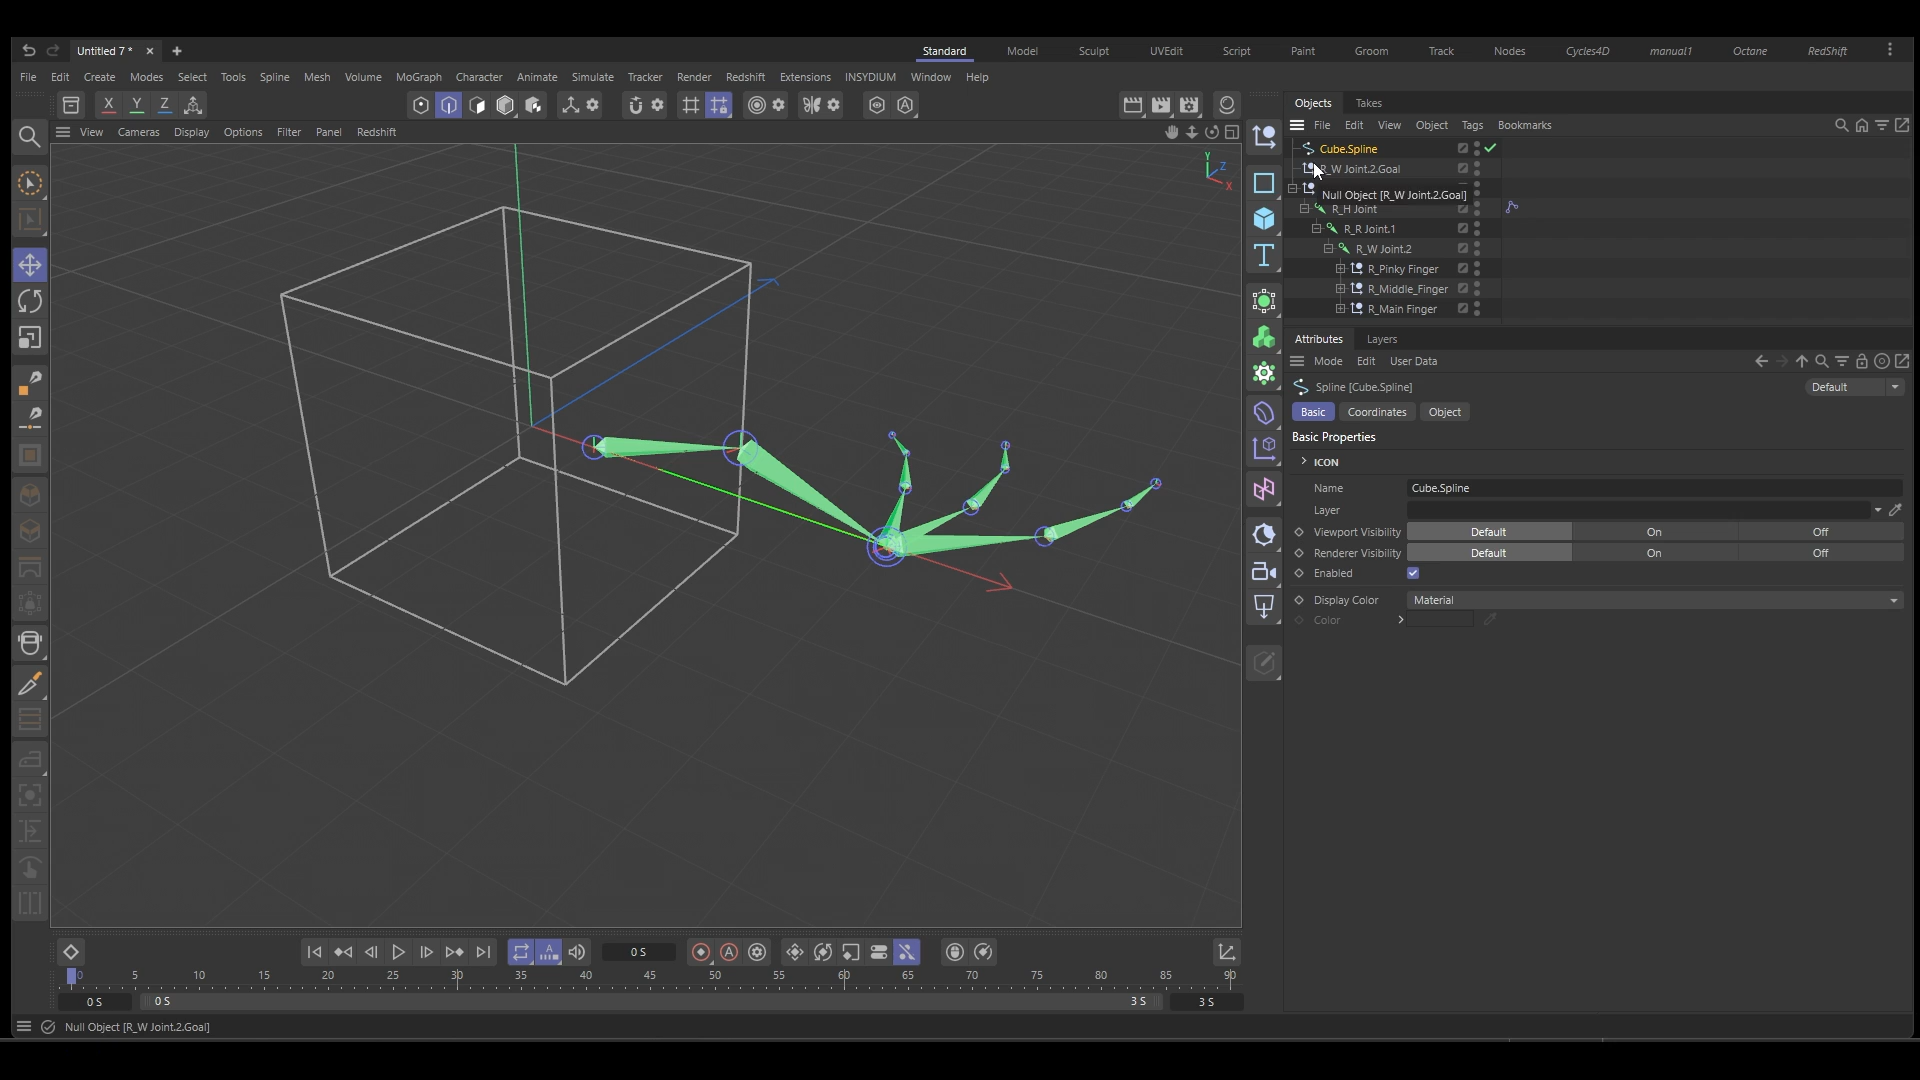 Untitled 7 *
Standard Model Sculpt UVEdit Script Paint Groom Track Nodes Cycles4D manual1 Octane RedShift
File Edit Create Modes Select Tools Spline Mesh Volume MoGraph Character Animate Simulate Tracker Render Redshift Extensions INSYDIUM Window Help
X Y Z
View Cameras Display Options Filter Panel Redshift
Y
Z
X
Objects Takes
File Edit View Object Tags Bookmarks
Cube.Spline
R_W Joint.2.Goal
Null Object [R_W Joint.2.Goal]
R_H Joint
R_R Joint.1
R_W Joint.2
R_Pinky Finger
R_Middle_Finger
R_Main Finger
Attributes Layers
Mode Edit User Data
Spline [Cube.Spline] Default
Basic Coordinates Object
Basic Properties
ICON
Name Cube.Spline
Layer
Viewport Visibility Default On Off
Renderer Visibility Default On Off
Enabled
Display Color Material
Color
0 S
0 5 10 15 20 25 30 35 40 45 50 55 60 65 70 75 80 85 90
0 S 0 S 3 S 3 S
Null Object [R_W Joint.2.Goal]